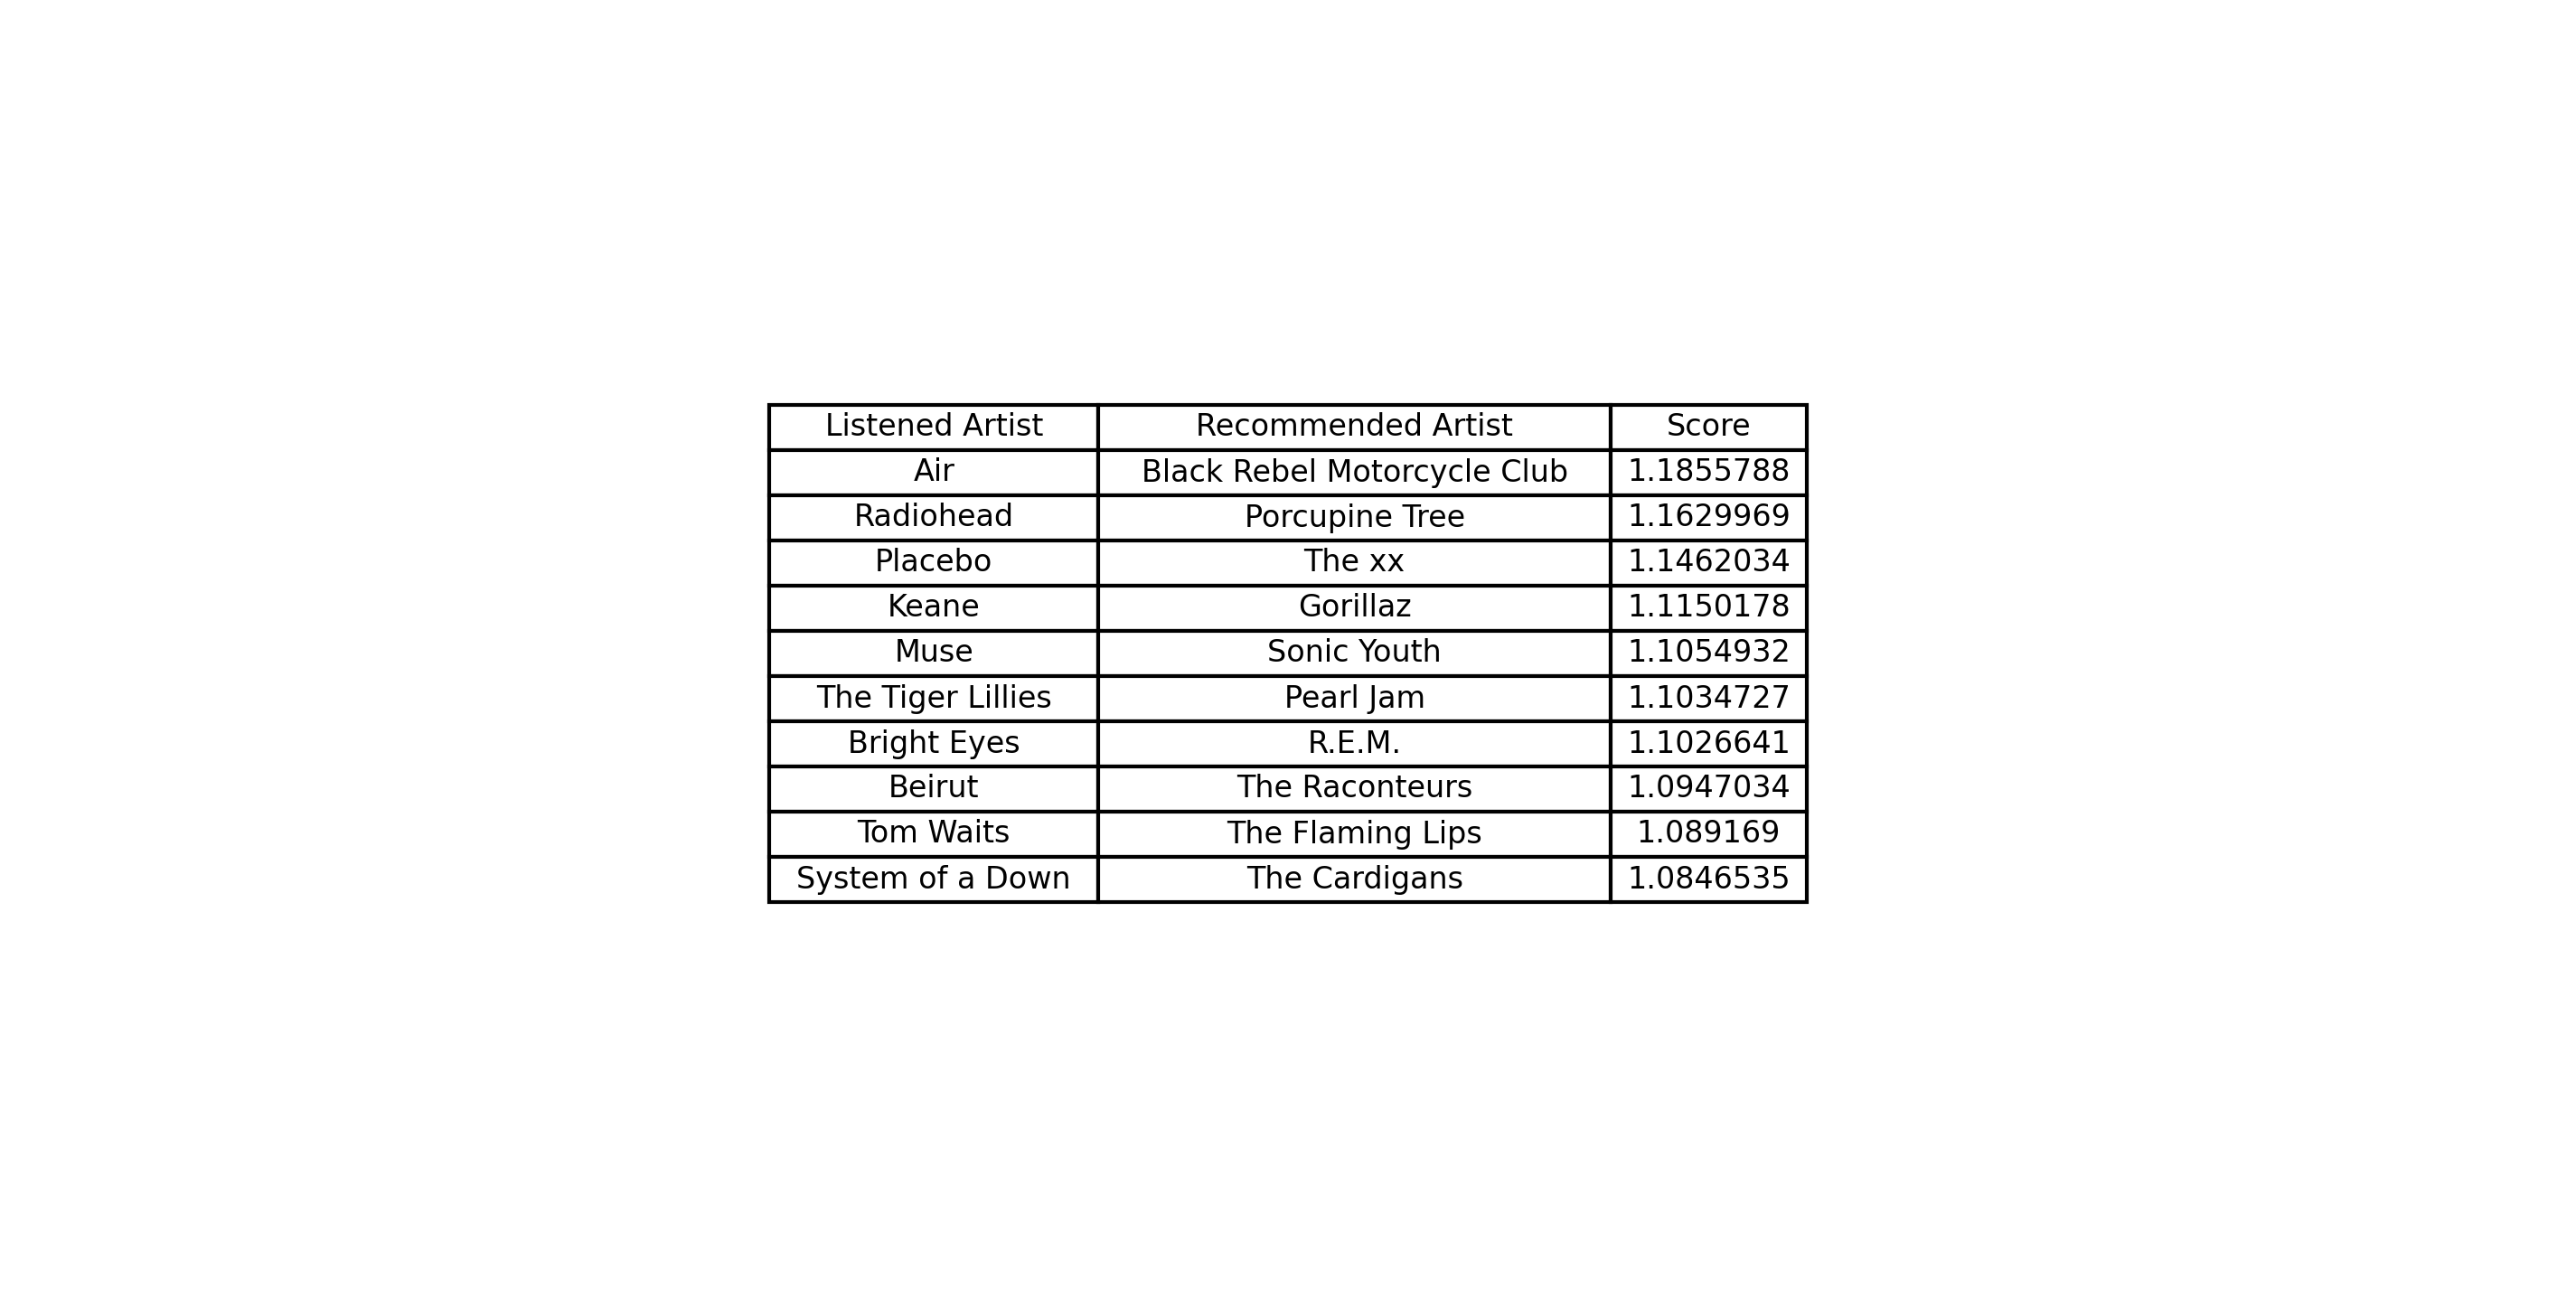 Listened Artist Recommended Artist Score
Air Black Rebel Motorcycle Club 1.1855788
Radiohead Porcupine Tree 1.1629969
Placebo The xx 1.1462034
Keane Gorillaz 1.1150178
Muse Sonic Youth 1.1054932
The Tiger Lillies Pearl Jam 1.1034727
Bright Eyes R.E.M. 1.1026641
Beirut The Raconteurs 1.0947034
Tom Waits The Flaming Lips 1.089169
System of a Down The Cardigans 1.0846535